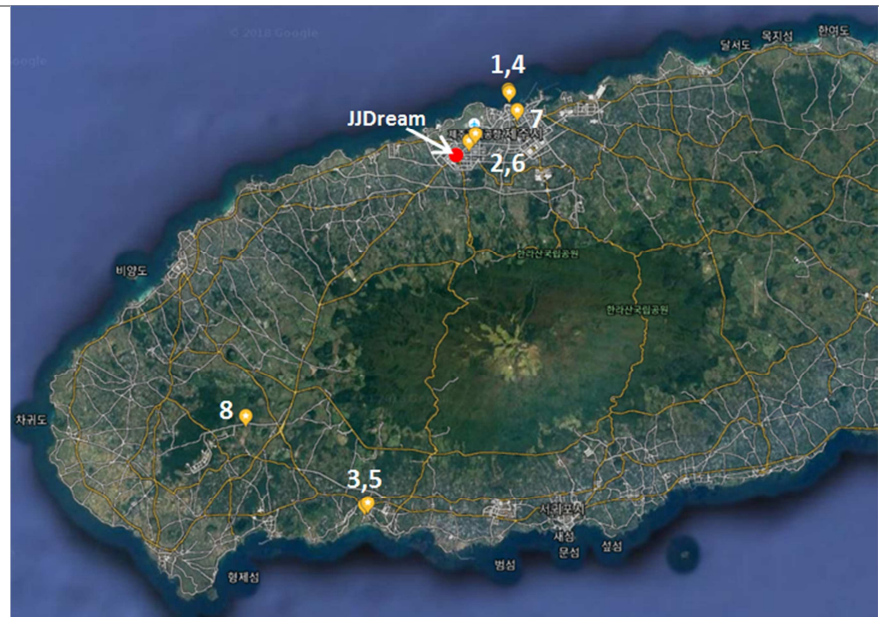 © 2018 Google
달서도
목지섬
한여도
1,4
JJDream
7
2,6
한라산국립공원
비양도
한라산국립공원
8
차귀도
3,5
서귀포시
새섬
문섬
섶섬
범섬
형제섬